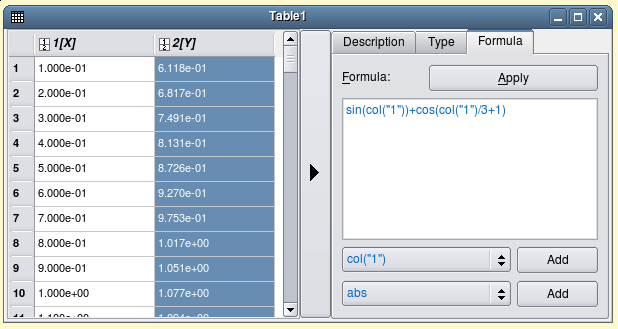 Table1
1[X] 2[Y]
1 1.000e-01 6.118e-01
2 2.000e-01 6.817e-01
3 3.000e-01 7.491e-01
4 4.000e-01 8.131e-01
5 5.000e-01 8.726e-01
6 6.000e-01 9.270e-01
7 7.000e-01 9.753e-01
8 8.000e-01 1.017e+00
9 9.000e-01 1.051e+00
10 1.000e+00 1.077e+00
Description Type Formula
Formula: Apply
sin(col("1"))+cos(col("1")/3+1)
col("1") Add
abs Add